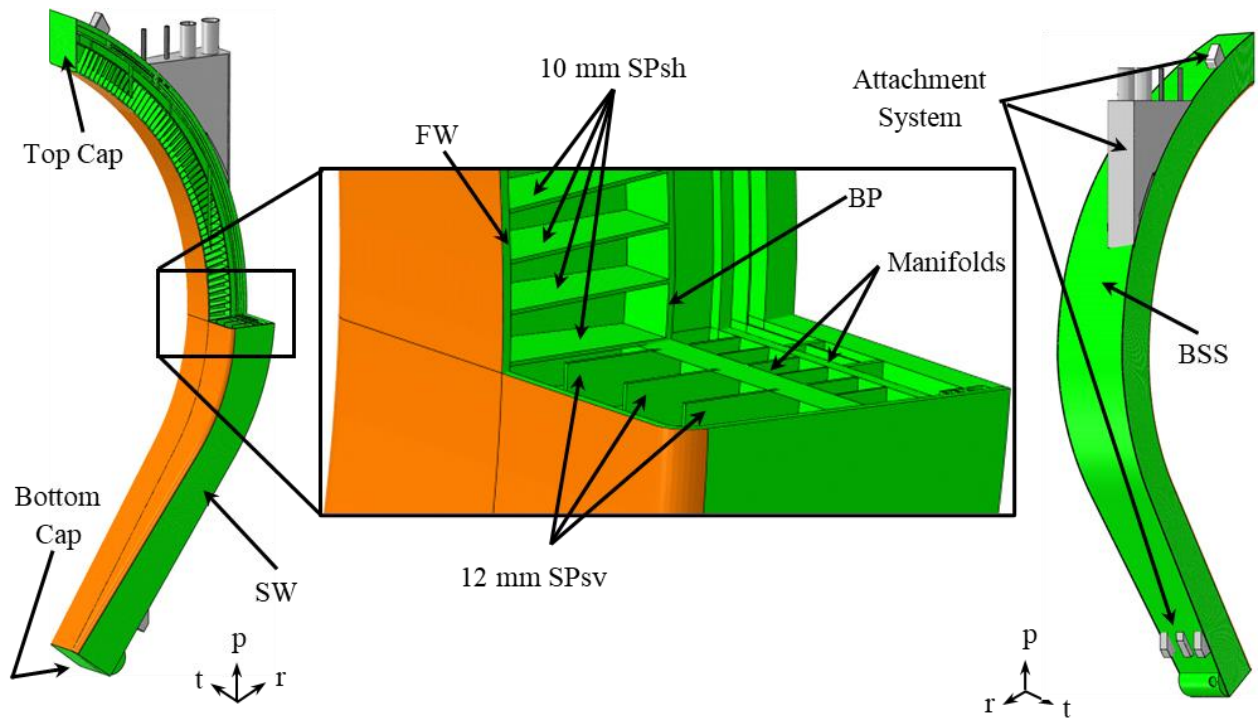 10 mm SPsh
Attachment
System
FW
Top Cap
BP
Manifolds
BSS
Bottom
Cap
SW
12 mm SPsv
p
t
r
p
r
t